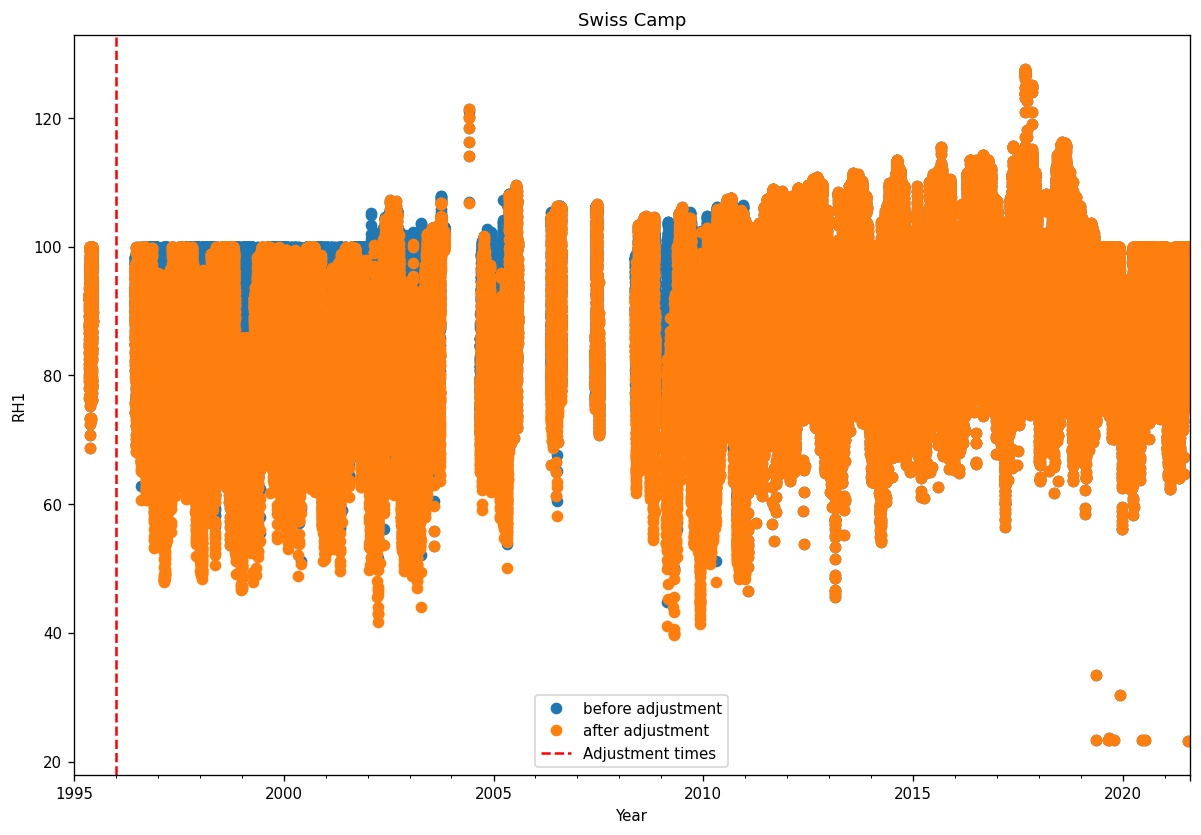 Swiss Camp
120
100
80
60
40
20
RH1
before adjustment
after adjustment
Adjustment times
1995 2000 2005 2010 2015 2020
Year